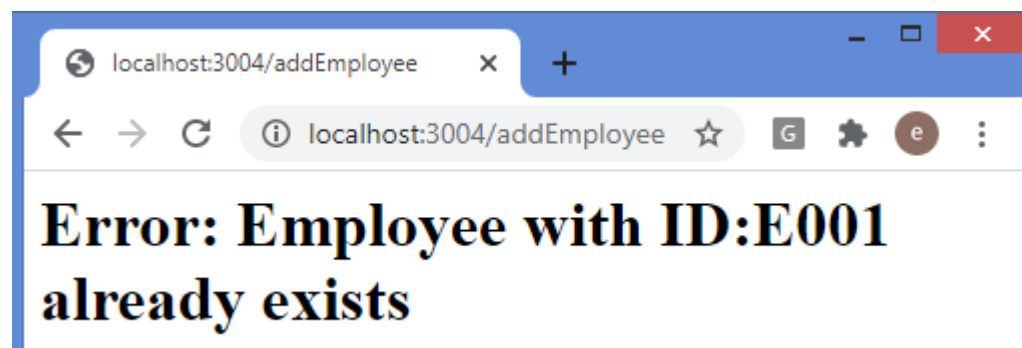 localhost:3004/addEmployee
localhost:3004/addEmployee
G
e
Error: Employee with ID:E001
already exists